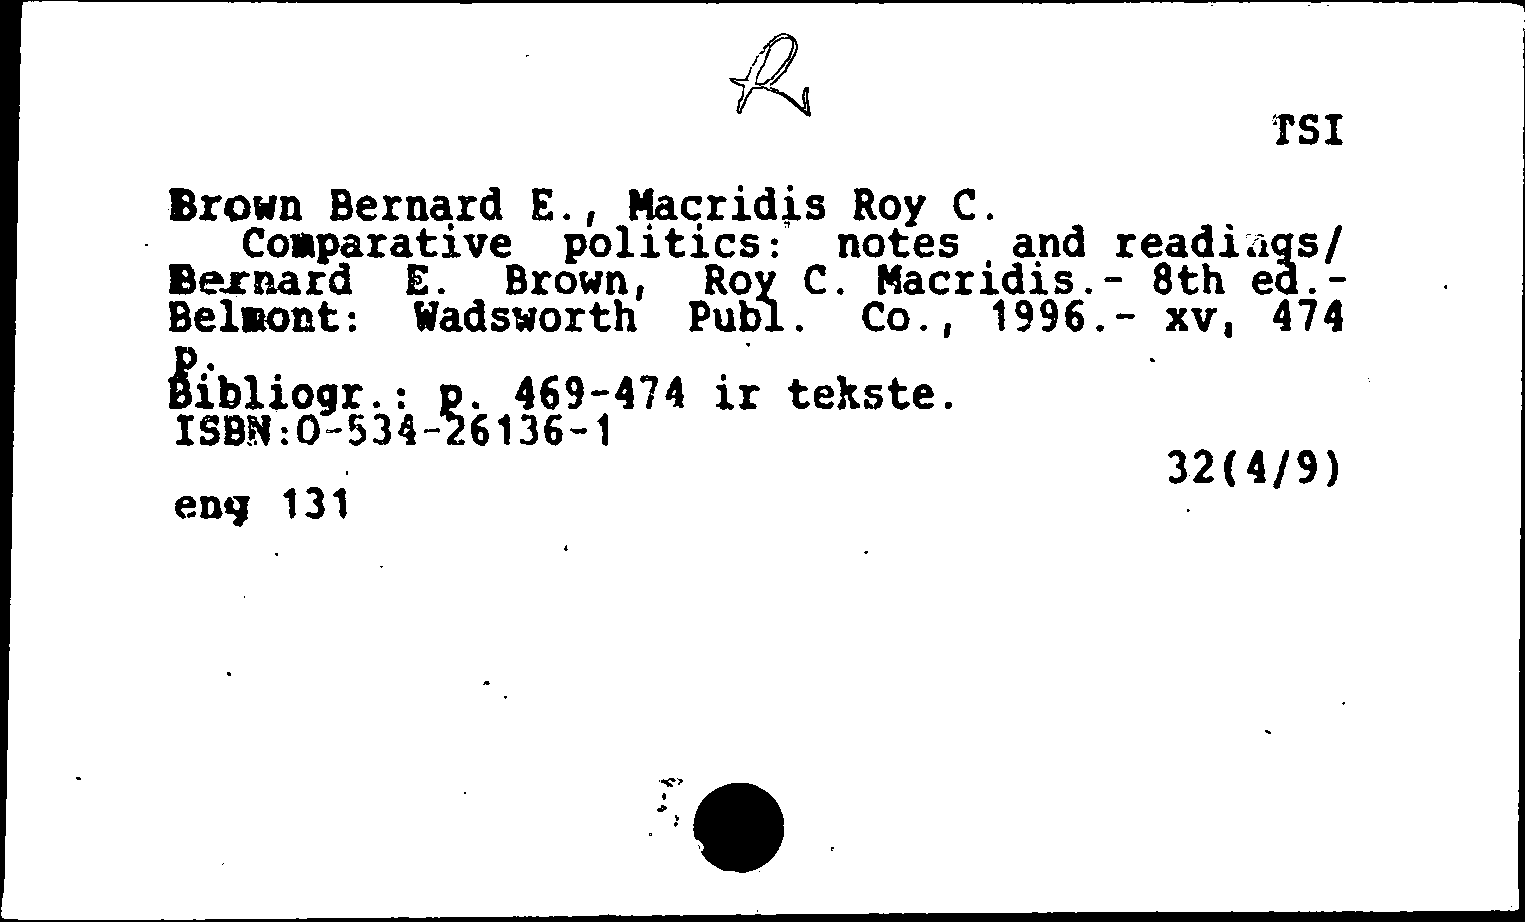 R
TSI
Brown Bernard E., Macridis Roy C.
Comparative politics: notes and readings/
Bernard E. Brown, Roy C. Macridis.- 8th ed.-
Belmont: Wadsworth Publ. Co., 1996.- xv, 474
p.
Bibliogr.: p. 469-474 ir tekste.
ISBN:0-534-26136-1
32(4/9)
eng 131